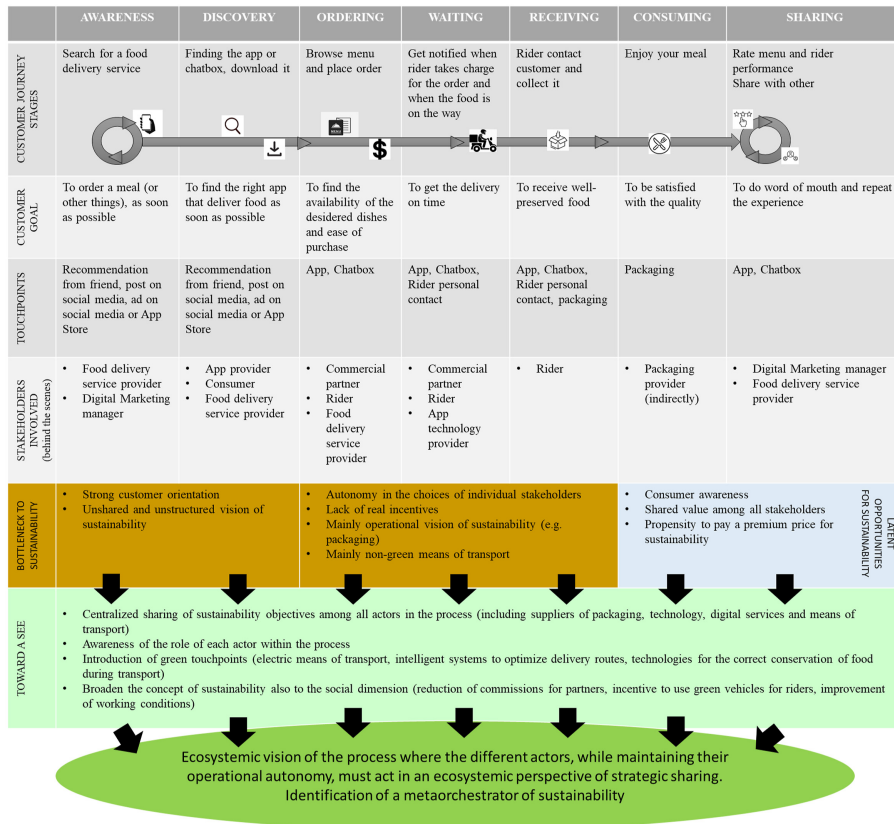 AWARENESS
DISCOVERY
ORDERING
WAITING
RECEIVING
CONSUMING
SHARING
CUSTOMER JOURNEY
STAGES
Search for a food
delivery service
Finding the app or
chatbox, download it
Browse menu
and place order
Get notified when
rider takes charge
for the order and
when the food is
on the way
Rider contact
customer and
collect it
Enjoy your meal
Rate menu and rider
performance
Share with other
MENU
$
CUSTOMER
GOAL
To order a meal (or
other things), as soon
as possible
To find the right app
that deliver food as
soon as possible
To find the
availability of the
desidered dishes
and ease of
purchase
To get the delivery
on time
To receive well-
preserved food
To be satisfied
with the quality
To do word of mouth and repeat
the experience
TOUCHPOINTS
Recommendation
from friend, post on
social media, ad on
social media or App
Store
Recommendation
from friend, post on
social media, ad on
social media or App
Store
App, Chatbox
App, Chatbox,
Rider personal
contact
App, Chatbox,
Rider personal
contact, packaging
Packaging
App, Chatbox
STAKEHOLDERS
INVOLVED
(behind the scenes)
• Food delivery
service provider
• Digital Marketing
manager
• App provider
• Consumer
• Food delivery
service provider
• Commercial
partner
• Rider
• Food
delivery
service
provider
• Commercial
partner
• Rider
• App
technology
provider
• Rider
• Packaging
provider
(indirectly)
• Digital Marketing manager
• Food delivery service
provider
BOTTLENECK TO
SUSTAINABILITY
• Strong customer orientation
• Unshared and unstructured vision of
sustainability
• Autonomy in the choices of individual stakeholders
• Lack of real incentives
• Mainly operational vision of sustainability (e.g.
packaging)
• Mainly non-green means of transport
• Consumer awareness
• Shared value among all stakeholders
• Propensity to pay a premium price for
sustainability
LATENT
OPPORTUNITIES
FOR SUSTAINABILITY
TOWARD A SEE
• Centralized sharing of sustainability objectives among all actors in the process (including suppliers of packaging, technology, digital services and means of
transport)
• Awareness of the role of each actor within the process
• Introduction of green touchpoints (electric means of transport, intelligent systems to optimize delivery routes, technologies for the correct conservation of food
during transport)
• Broaden the concept of sustainability also to the social dimension (reduction of commissions for partners, incentive to use green vehicles for riders, improvement
of working conditions)
Ecosystemic vision of the process where the different actors, while maintaining their
operational autonomy, must act in an ecosystemic perspective of strategic sharing.
Identification of a metaorchestrator of sustainability